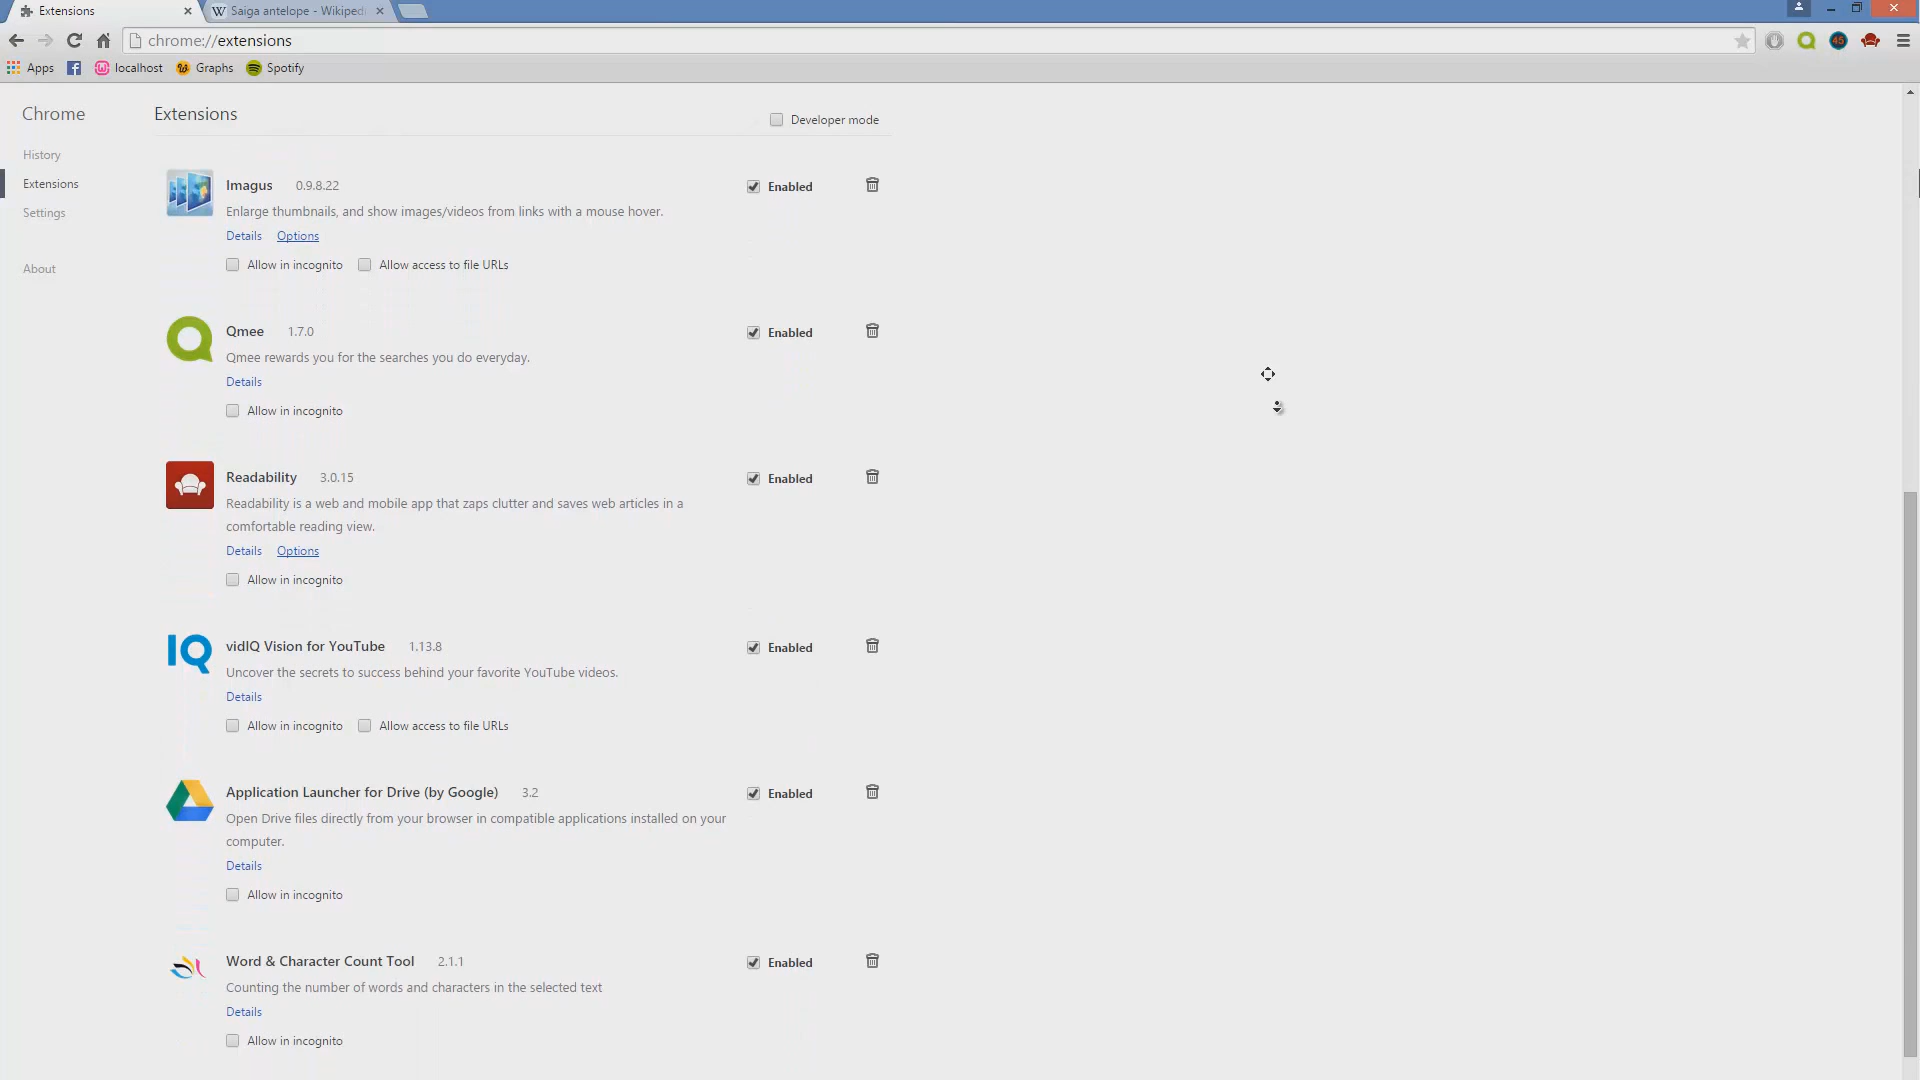 Extensions
Saiga antelope - Wikiped
chrome://extensions
45
Apps
localhost
Graphs
Spotify
Chrome
Extensions
Developer mode
History
Extensions
Settings
About
Imagus 0.9.8.22
Enabled
Enlarge thumbnails, and show images/videos from links with a mouse hover.
Details Options
Allow in incognito Allow access to file URLs
Qmee 1.7.0
Enabled
Qmee rewards you for the searches you do everyday.
Details
Allow in incognito
Readability 3.0.15
Enabled
Readability is a web and mobile app that zaps clutter and saves web articles in a
comfortable reading view.
Details Options
Allow in incognito
IQ
vidIQ Vision for YouTube 1.13.8
Enabled
Uncover the secrets to success behind your favorite YouTube videos.
Details
Allow in incognito Allow access to file URLs
Application Launcher for Drive (by Google) 3.2
Enabled
Open Drive files directly from your browser in compatible applications installed on your
computer.
Details
Allow in incognito
Word & Character Count Tool 2.1.1
Enabled
Counting the number of words and characters in the selected text
Details
Allow in incognito